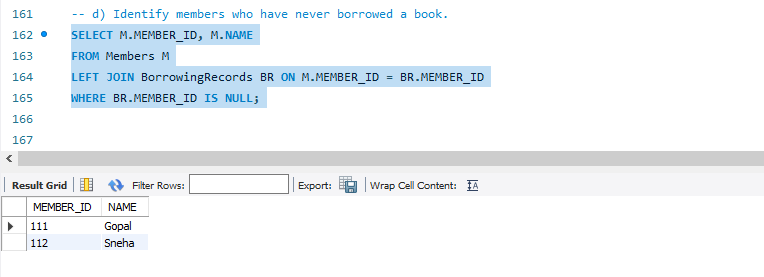 161 -- d) Identify members who have never borrowed a book.
162 SELECT M.MEMBER_ID, M.NAME
163 FROM Members M
164 LEFT JOIN BorrowingRecords BR ON M.MEMBER_ID = BR.MEMBER_ID
165 WHERE BR.MEMBER_ID IS NULL;
166
167
Result Grid Filter Rows: Export: Wrap Cell Content:
MEMBER_ID NAME
111 Gopal
112 Sneha